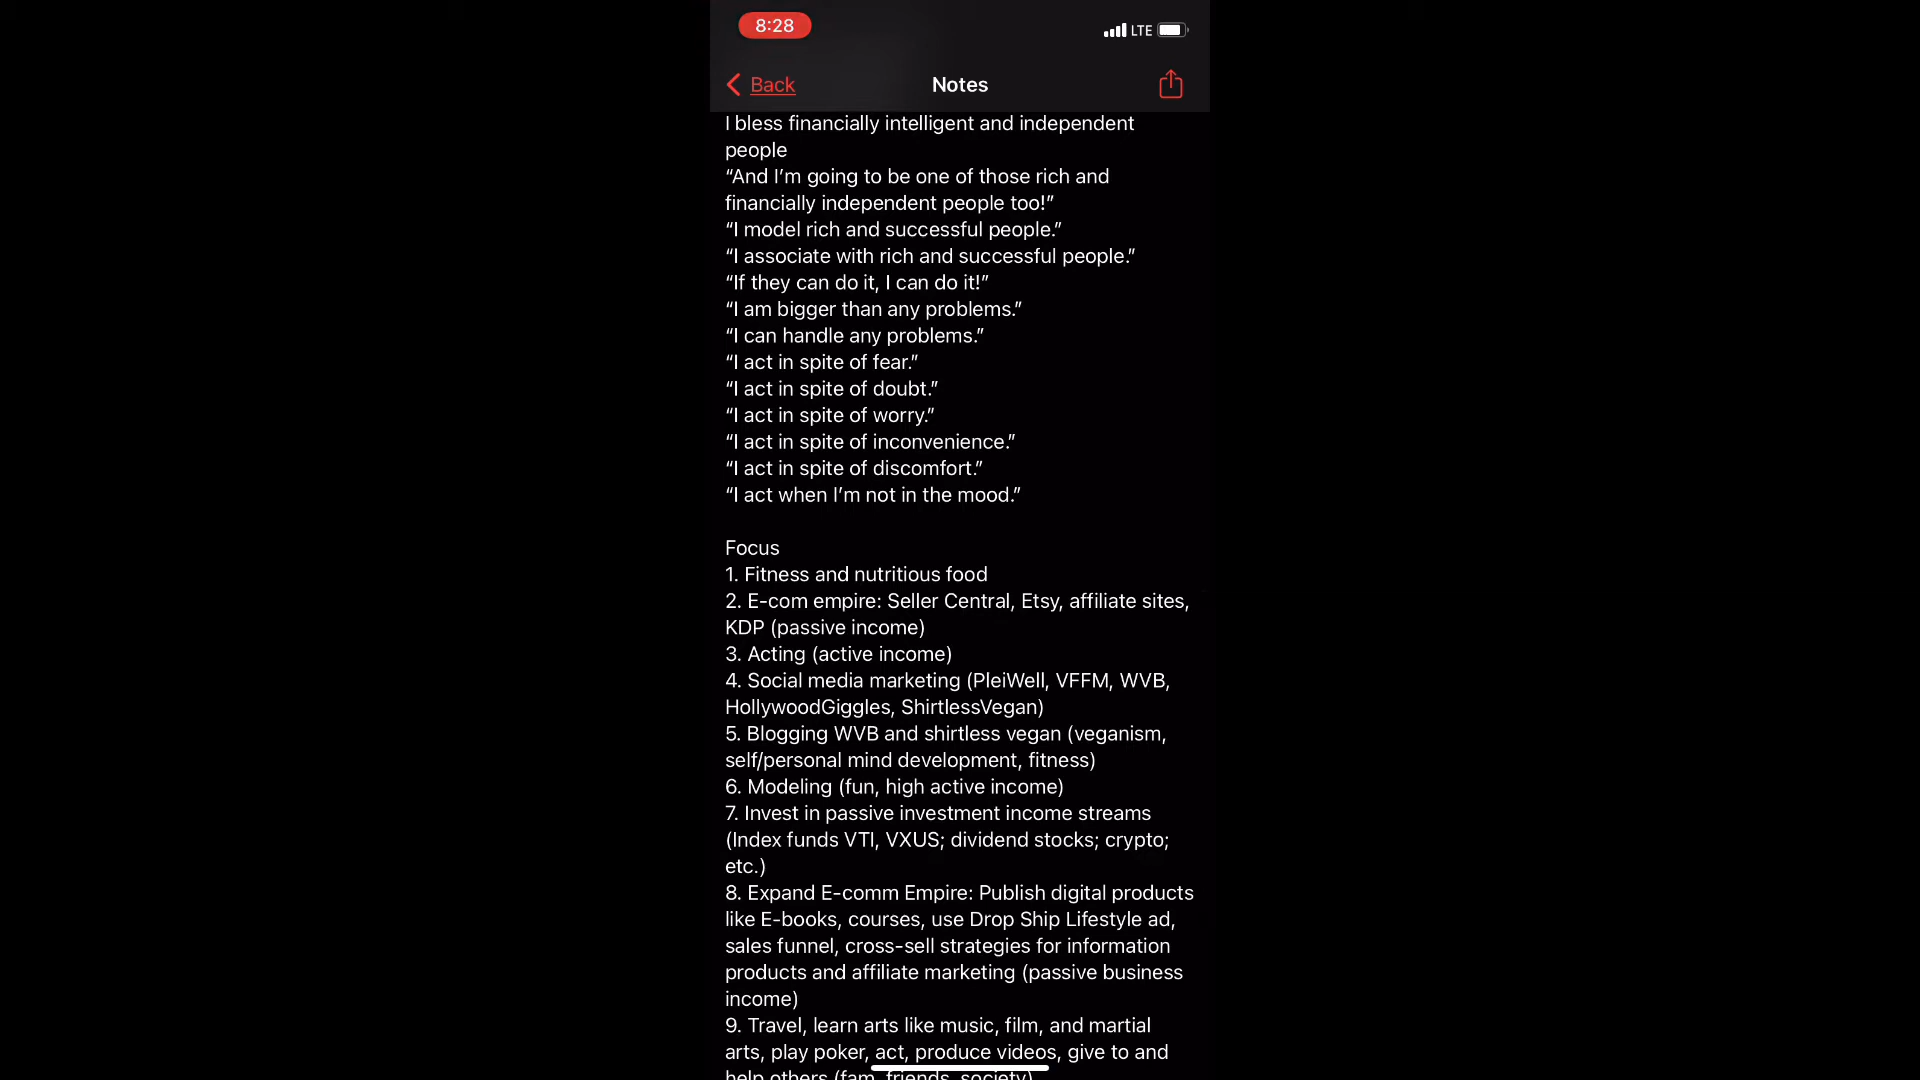 8:28
LTE
Back
Notes
I bless financially intelligent and independent
people
“And I’m going to be one of those rich and
financially independent people too!”
“I model rich and successful people.”
“I associate with rich and successful people.”
“If they can do it, I can do it!”
“I am bigger than any problems.”
“I can handle any problems.”
“I act in spite of fear.”
“I act in spite of doubt.”
“I act in spite of worry.”
“I act in spite of inconvenience.”
“I act in spite of discomfort.”
“I act when I’m not in the mood.”
Focus
1. Fitness and nutritious food
2. E-com empire: Seller Central, Etsy, affiliate sites,
KDP (passive income)
3. Acting (active income)
4. Social media marketing (PleiWell, VFFM, WVB,
HollywoodGiggles, ShirtlessVegan)
5. Blogging WVB and shirtless vegan (veganism,
self/personal mind development, fitness)
6. Modeling (fun, high active income)
7. Invest in passive investment income streams
(Index funds VTI, VXUS; dividend stocks; crypto;
etc.)
8. Expand E-comm Empire: Publish digital products
like E-books, courses, use Drop Ship Lifestyle ad,
sales funnel, cross-sell strategies for information
products and affiliate marketing (passive business
income)
9. Travel, learn arts like music, film, and martial
arts, play poker, act, produce videos, give to and
help others (fam, friends, society)